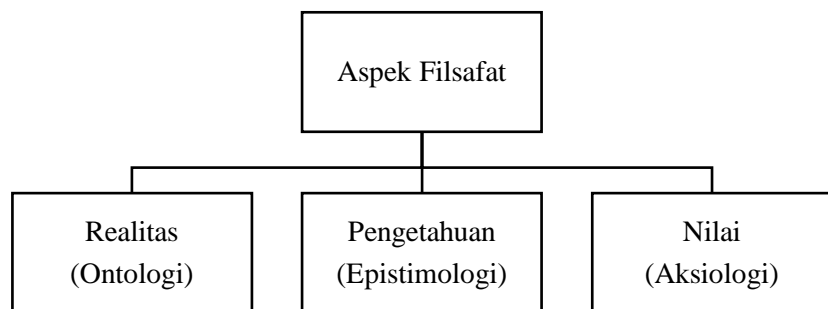 Aspek Filsafat
Realitas
(Ontologi)
Pengetahuan
(Epistimologi)
Nilai
(Aksiologi)